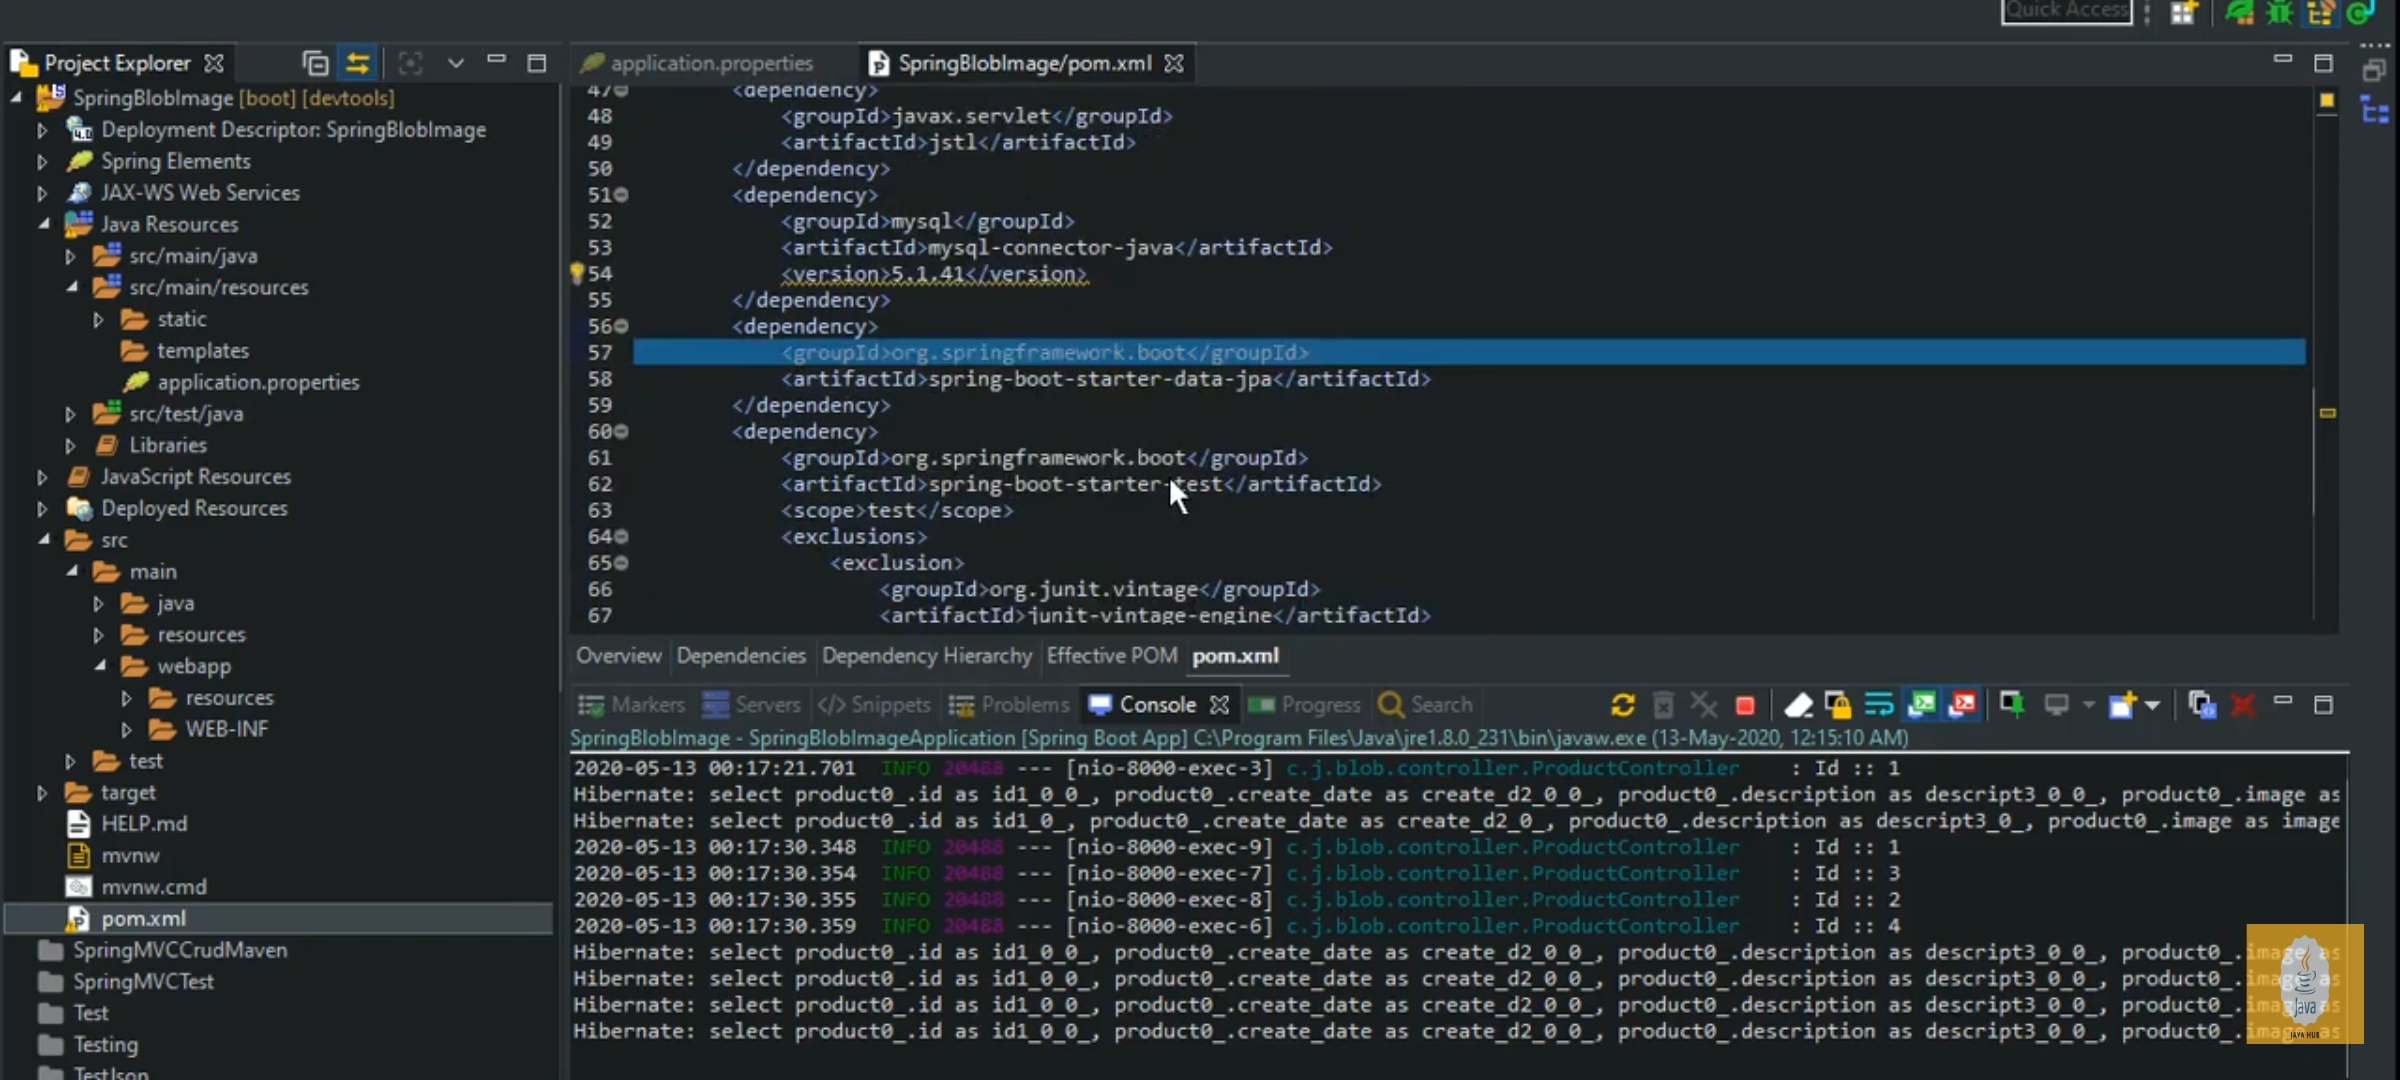 Quick Access
Project Explorer
SpringBlobImage [boot] [devtools]
Deployment Descriptor: SpringBlobImage
Spring Elements
JAX-WS Web Services
Java Resources
src/main/java
src/main/resources
static
templates
application.properties
src/test/java
Libraries
JavaScript Resources
Deployed Resources
src
main
java
resources
webapp
resources
WEB-INF
test
target
HELP.md
mvnw
mvnw.cmd
pom.xml
SpringMVCCrudMaven
SpringMVCTest
Test
Testing
TestJson
application.properties
SpringBlobImage/pom.xml
47 <dependency>
48 <groupId>javax.servlet</groupId>
49 <artifactId>jstl</artifactId>
50 </dependency>
51 <dependency>
52 <groupId>mysql</groupId>
53 <artifactId>mysql-connector-java</artifactId>
54 <version>5.1.41</version>
55 </dependency>
56 <dependency>
57 <groupId>org.springframework.boot</groupId>
58 <artifactId>spring-boot-starter-data-jpa</artifactId>
59 </dependency>
60 <dependency>
61 <groupId>org.springframework.boot</groupId>
62 <artifactId>spring-boot-starter-test</artifactId>
63 <scope>test</scope>
64 <exclusions>
65 <exclusion>
66 <groupId>org.junit.vintage</groupId>
67 <artifactId>junit-vintage-engine</artifactId>
Overview Dependencies Dependency Hierarchy Effective POM pom.xml
Markers Servers Snippets Problems Console Progress Search
SpringBlobImage - SpringBlobImageApplication [Spring Boot App] C:\Program Files\Java\jre1.8.0_231\bin\javaw.exe (13-May-2020, 12:15:10 AM)
2020-05-13 00:17:21.701 INFO 20488 --- [nio-8000-exec-3] c.j.blob.controller.ProductController : Id :: 1
Hibernate: select product0_.id as id1_0_0_, product0_.create_date as create_d2_0_0_, product0_.description as descript3_0_0_, product0_.image as
Hibernate: select product0_.id as id1_0_, product0_.create_date as create_d2_0_, product0_.description as descript3_0_, product0_.image as image
2020-05-13 00:17:30.348 INFO 20488 --- [nio-8000-exec-9] c.j.blob.controller.ProductController : Id :: 1
2020-05-13 00:17:30.354 INFO 20488 --- [nio-8000-exec-7] c.j.blob.controller.ProductController : Id :: 3
2020-05-13 00:17:30.355 INFO 20488 --- [nio-8000-exec-8] c.j.blob.controller.ProductController : Id :: 2
2020-05-13 00:17:30.359 INFO 20488 --- [nio-8000-exec-6] c.j.blob.controller.ProductController : Id :: 4
Hibernate: select product0_.id as id1_0_0_, product0_.create_date as create_d2_0_0_, product0_.description as descript3_0_0_, product0_.image as
Hibernate: select product0_.id as id1_0_0_, product0_.create_date as create_d2_0_0_, product0_.description as descript3_0_0_, product0_.image as
Hibernate: select product0_.id as id1_0_0_, product0_.create_date as create_d2_0_0_, product0_.description as descript3_0_0_, product0_.image as
Hibernate: select product0_.id as id1_0_0_, product0_.create_date as create_d2_0_0_, product0_.description as descript3_0_0_, product0_.image as
Java
JAVA HUB